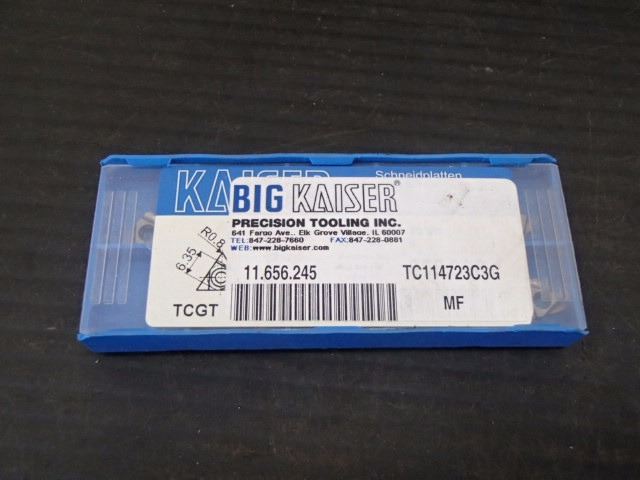 KAISER
Schneidplatten
BIG KAISER®
PRECISION TOOLING INC.
641 Fargo Ave., Elk Grove Village, IL 60007
TEL:847-228-7660 FAX:847-228-0881
WEB:www.bigkaiser.com
R0.8
6.35
11.656.245 TC114723C3G
TCGT MF